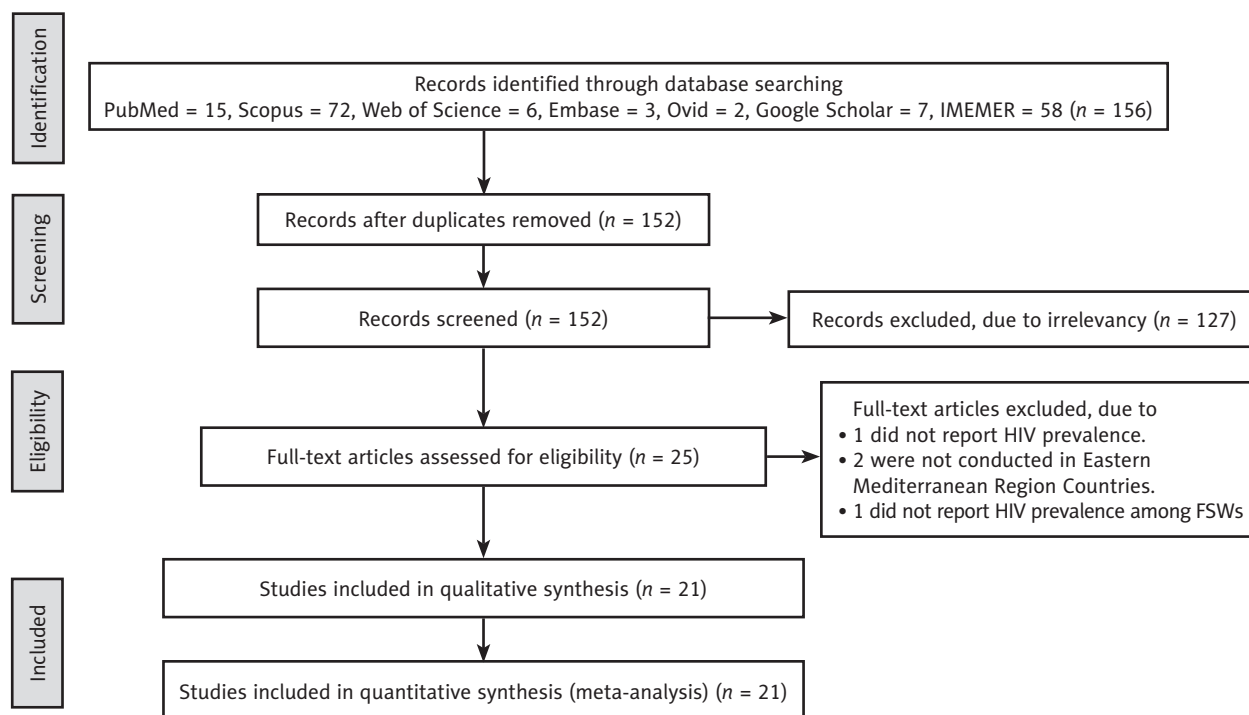 Identification
Records identified through database searching
PubMed = 15, Scopus = 72, Web of Science = 6, Embase = 3, Ovid = 2, Google Scholar = 7, IMEMER = 58 (n = 156)
Screening
Records after duplicates removed (n = 152)
Records screened (n = 152)
Records excluded, due to irrelevancy (n = 127)
Eligibility
Full-text articles assessed for eligibility (n = 25)
Full-text articles excluded, due to
• 1 did not report HIV prevalence.
• 2 were not conducted in Eastern
Mediterranean Region Countries.
• 1 did not report HIV prevalence among FSWs
Included
Studies included in qualitative synthesis (n = 21)
Studies included in quantitative synthesis (meta-analysis) (n = 21)